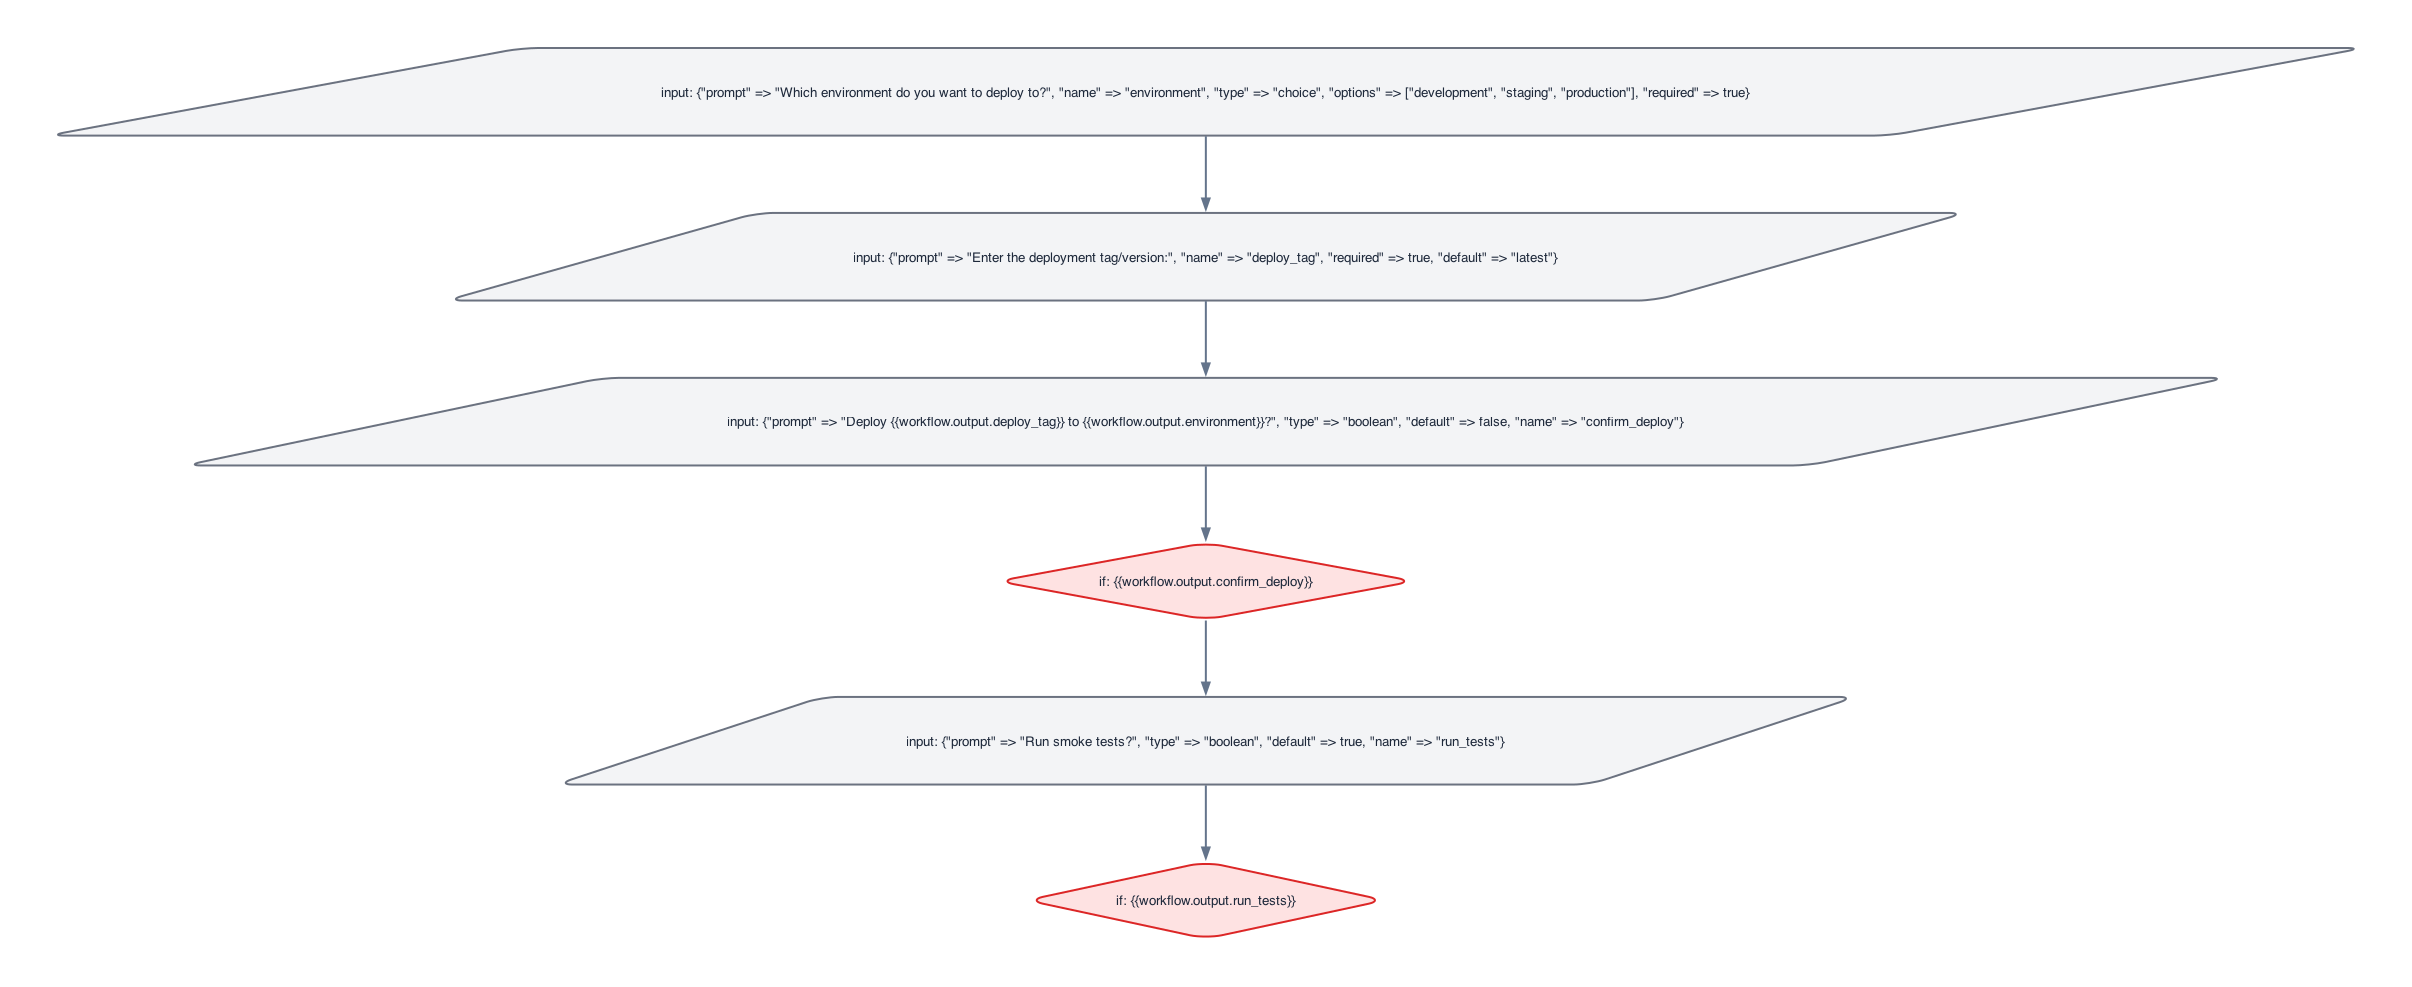 input: {"prompt" => "Which environment do you want to deploy to?", "name" => "environment", "type" => "choice", "options" => ["development", "staging", "production"], "required" => true}
input: {"prompt" => "Enter the deployment tag/version:", "name" => "deploy_tag", "required" => true, "default" => "latest"}
input: {"prompt" => "Deploy {{workflow.output.deploy_tag}} to {{workflow.output.environment}}?", "type" => "boolean", "default" => false, "name" => "confirm_deploy"}
if: {{workflow.output.confirm_deploy}}
input: {"prompt" => "Run smoke tests?", "type" => "boolean", "default" => true, "name" => "run_tests"}
if: {{workflow.output.run_tests}}